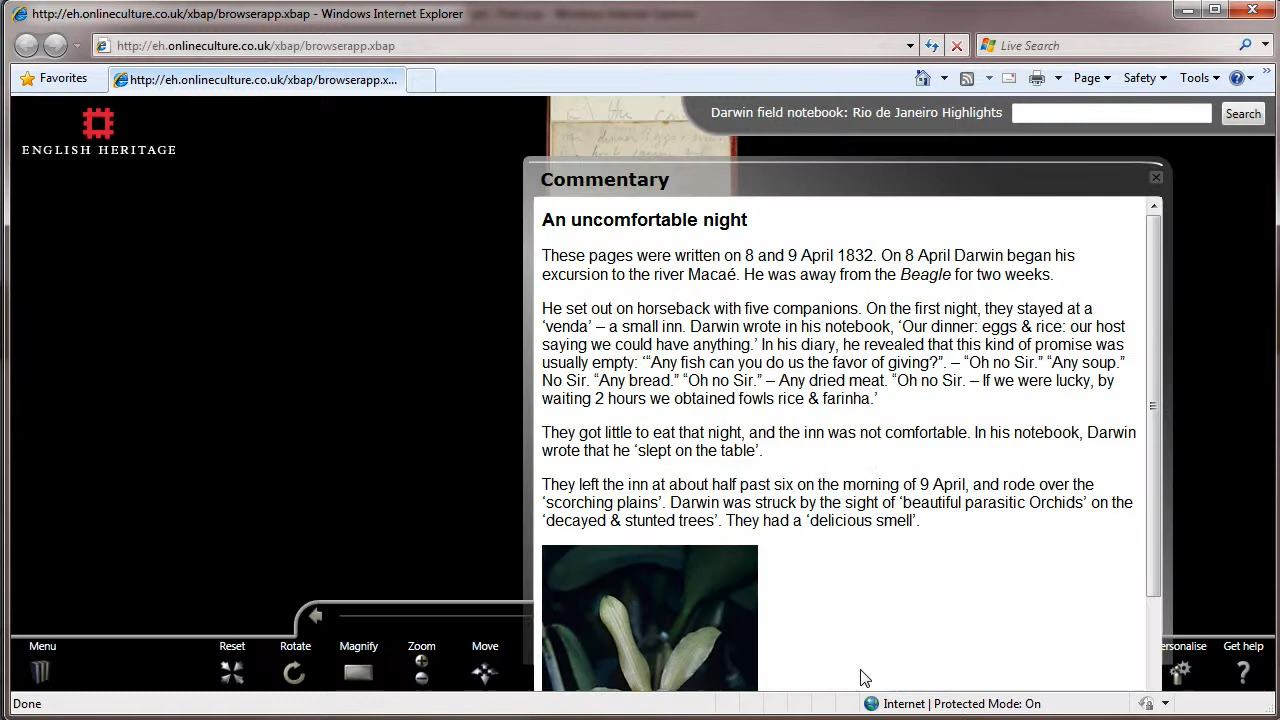 http://eh.onlineculture.co.uk/xbap/browserapp.xbap - Windows Internet Explorer
http://eh.onlineculture.co.uk/xbap/browserapp.xbap
Live Search
Favorites
http://eh.onlineculture.co.uk/xbap/browserapp.x...
Page
Safety
Tools
ENGLISH HERITAGE
Darwin field notebook: Rio de Janeiro Highlights
Search
Commentary
An uncomfortable night
These pages were written on 8 and 9 April 1832. On 8 April Darwin began his
excursion to the river Macaé. He was away from the Beagle for two weeks.
He set out on horseback with five companions. On the first night, they stayed at a
‘venda’ – a small inn. Darwin wrote in his notebook, ‘Our dinner: eggs & rice: our host
saying we could have anything.’ In his diary, he revealed that this kind of promise was
usually empty: ‘“Any fish can you do us the favor of giving?”. – “Oh no Sir.” “Any soup.”
No Sir. “Any bread.” “Oh no Sir.” – Any dried meat. “Oh no Sir. – If we were lucky, by
waiting 2 hours we obtained fowls rice & farinha.’
They got little to eat that night, and the inn was not comfortable. In his notebook, Darwin
wrote that he ‘slept on the table’.
They left the inn at about half past six on the morning of 9 April, and rode over the
‘scorching plains’. Darwin was struck by the sight of ‘beautiful parasitic Orchids’ on the
‘decayed & stunted trees’. They had a ‘delicious smell’.
Menu
Reset
Rotate
Magnify
Zoom
Move
ersonalise
Get help
Done
Internet | Protected Mode: On